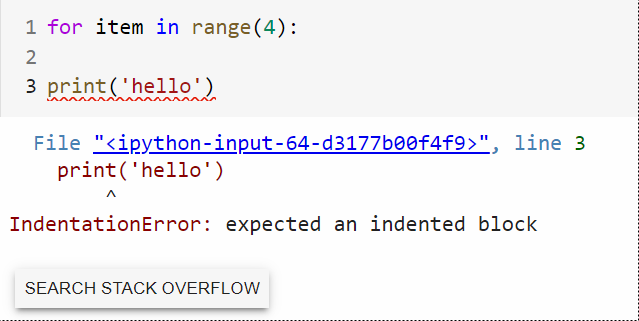 1 for item in range(4):
2
3 print('hello')
File "<ipython-input-64-d3177b00f4f9>", line 3
print('hello')
^
IndentationError: expected an indented block
SEARCH STACK OVERFLOW